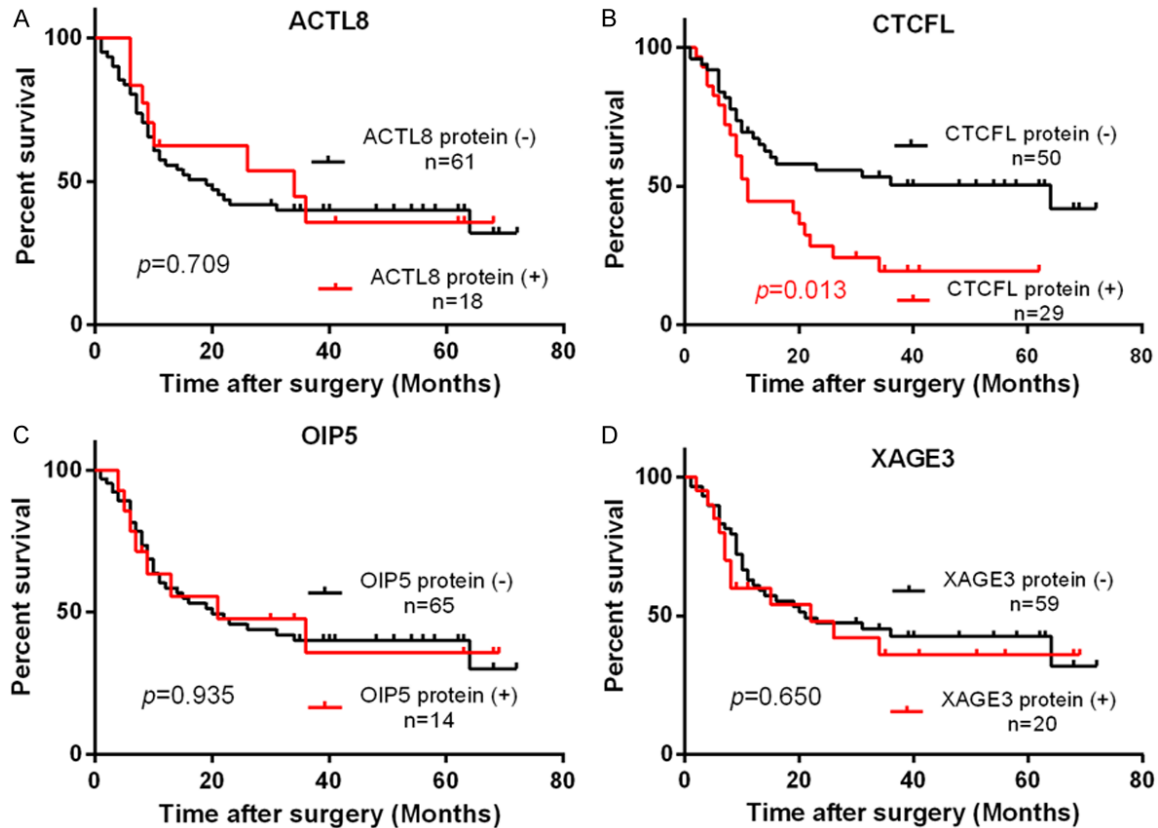 A
ACTL8
Percent survival
100
50
0
ACTL8 protein (-)
n=61
p=0.709
ACTL8 protein (+)
n=18
0 20 40 60 80
Time after surgery (Months)
B
CTCFL
Percent survival
100
50
0
CTCFL protein (-)
n=50
p=0.013
CTCFL protein (+)
n=29
0 20 40 60 80
Time after surgery (Months)
C
OIP5
Percent survival
100
50
0
OIP5 protein (-)
n=65
p=0.935
OIP5 protein (+)
n=14
0 20 40 60 80
Time after surgery (Months)
D
XAGE3
Percent survival
100
50
0
XAGE3 protein (-)
n=59
p=0.650
XAGE3 protein (+)
n=20
0 20 40 60 80
Time after surgery (Months)